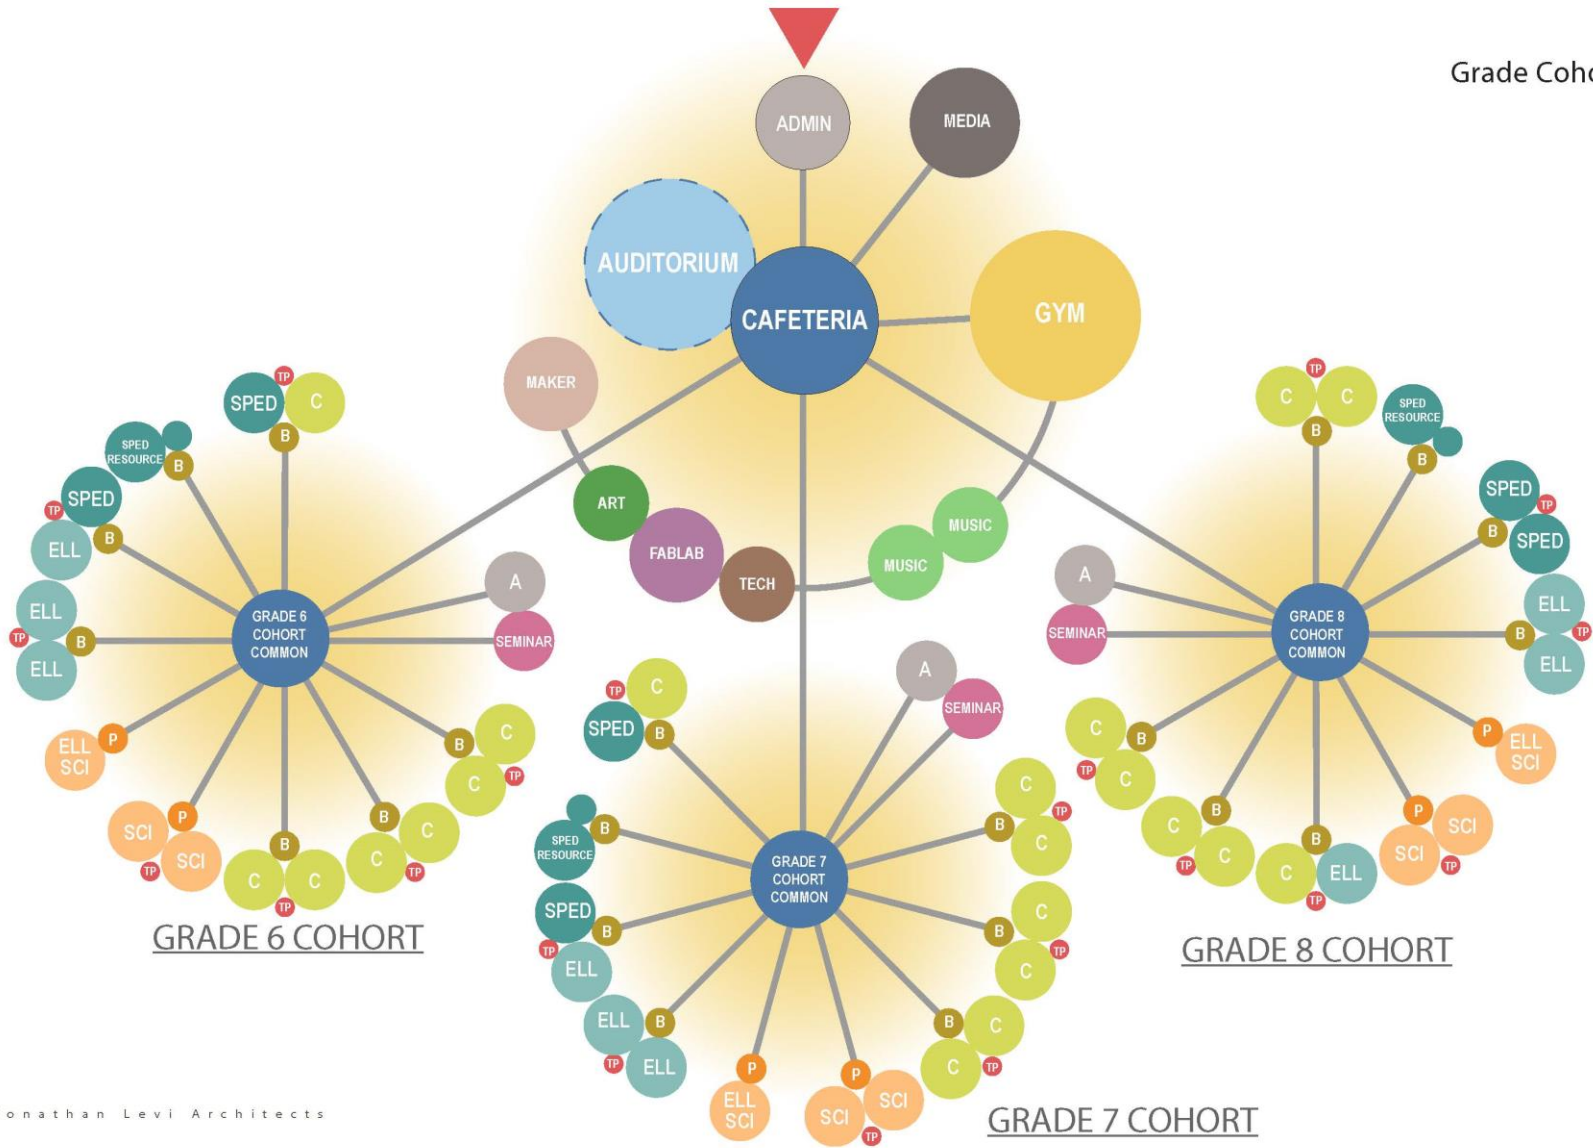 Grade Coho
ADMIN
MEDIA
AUDITORIUM
CAFETERIA
GYM
MAKER
ART
FABLAB
TECH
MUSIC
MUSIC
TP
SPED
C
B
SPED
RESOURCE
B
SPED
TP
B
ELL
ELL
TP
B
ELL
GRADE 6
COHORT
COMMON
A
SEMINAR
P
ELL
SCI
P
SCI
SCI
TP
B
C
C
TP
B
C
C
TP
B
C
C
TP
GRADE 6 COHORT
TP
C
SPED
B
A
SEMINAR
SPED
RESOURCE
B
SPED
B
TP
ELL
ELL
B
TP
ELL
GRADE 7
COHORT
COMMON
C
TP
B
C
C
B
TP
C
B
C
C
TP
P
ELL
SCI
P
SCI
SCI
TP
GRADE 7 COHORT
TP
C
C
B
SPED
RESOURCE
B
SPED
TP
B
SPED
A
SEMINAR
GRADE 8
COHORT
COMMON
ELL
B
TP
ELL
C
B
TP
C
P
ELL
SCI
B
C
C
TP
B
C
ELL
TP
P
SCI
SCI
TP
GRADE 8 COHORT
onathan Levi Architects